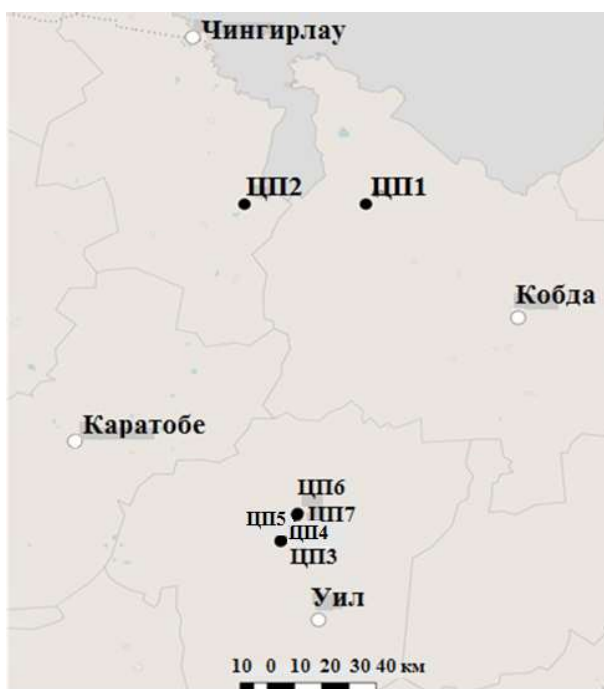 Чингирлау
ЦП2
ЦП1
Кобда
Каратобе
ЦП6
ЦП5
ЦП7
ЦП4
ЦП3
Уил
10 0 10 20 30 40 км